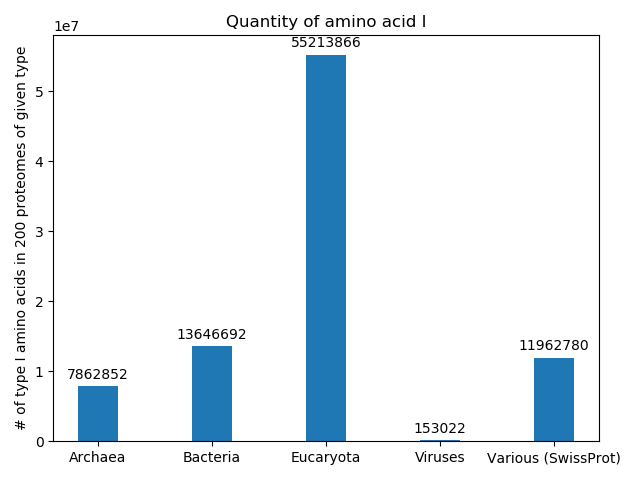 Quantity of amino acid I
1e7
# of type I amino acids in 200 proteomes of given type
5
4
3
2
1
0
7862852
13646692
55213866
153022
11962780
Archaea
Bacteria
Eucaryota
Viruses
Various (SwissProt)